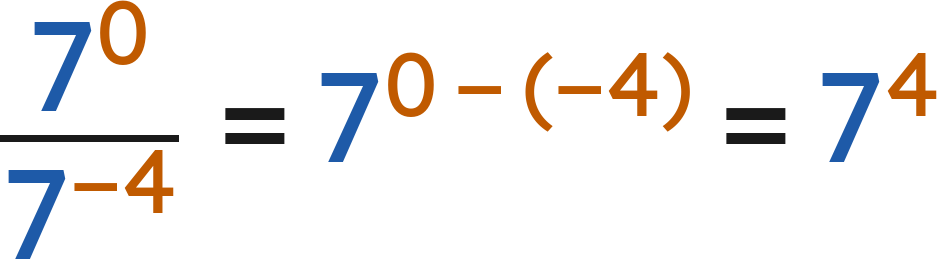 7⁰/7⁻⁴ = 7⁰ ⁻ ⁽⁻⁴⁾ = 7⁴